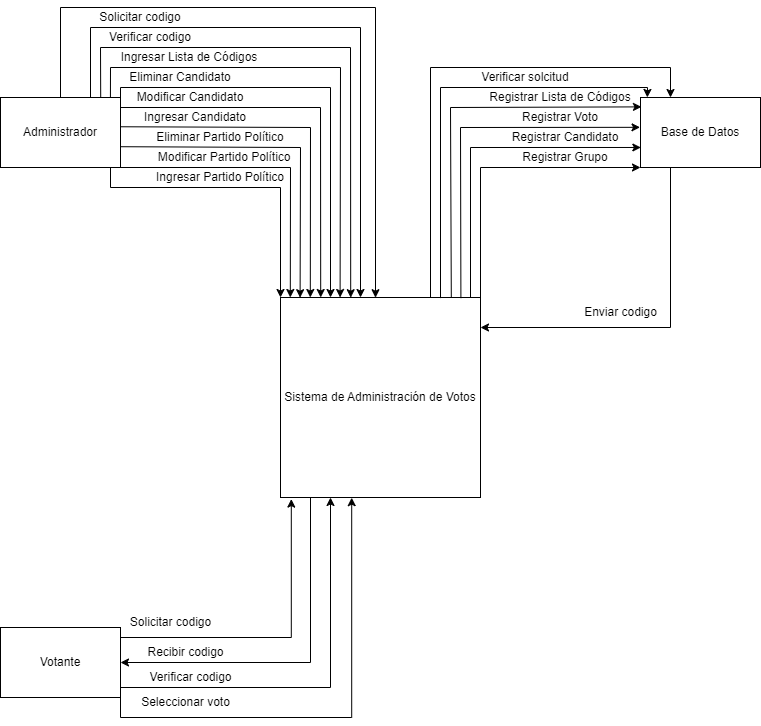 Solicitar codigo
Verificar codigo
Ingresar Lista de Códigos
Eliminar Candidato
Modificar Candidato
Ingresar Candidato
Eliminar Partido Político
Modificar Partido Político
Ingresar Partido Político
Administrador
Verificar solcitud
Registrar Lista de Códigos
Registrar Voto
Registrar Candidato
Registrar Grupo
Base de Datos
Enviar codigo
Sistema de Administración de Votos
Solicitar codigo
Votante
Recibir codigo
Verificar codigo
Seleccionar voto